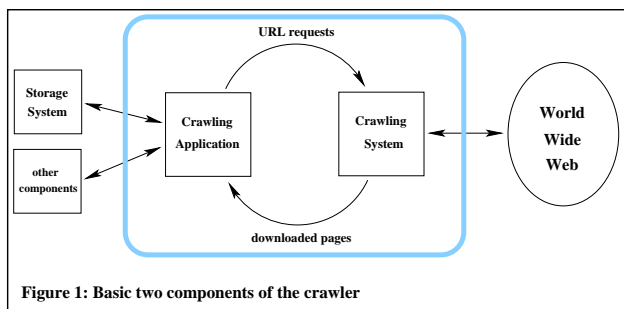 URL requests
Storage
System
Crawling
Application
Crawling
System
World
Wide
Web
other
components
downloaded pages
Figure 1: Basic two components of the crawler